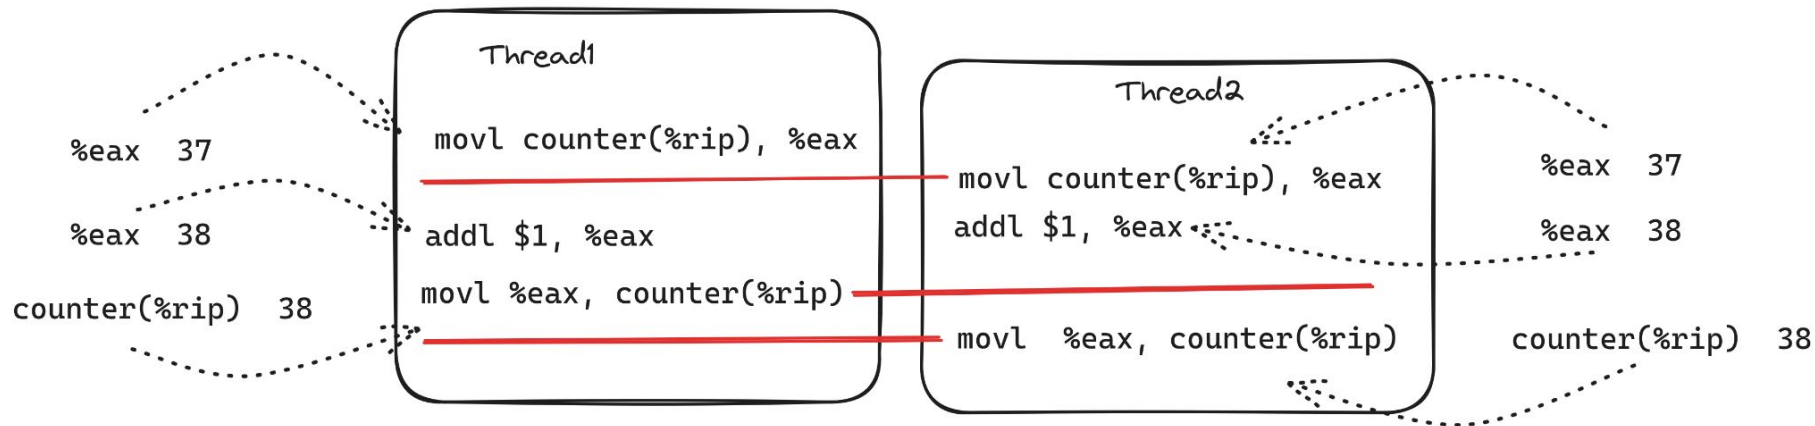 Thread1
Thread2
movl counter(%rip), %eax
%eax 37
%eax 37
movl counter(%rip), %eax
addl $1, %eax
%eax 38
%eax 38
addl $1, %eax
movl %eax, counter(%rip)
counter(%rip) 38
movl %eax, counter(%rip)
counter(%rip) 38